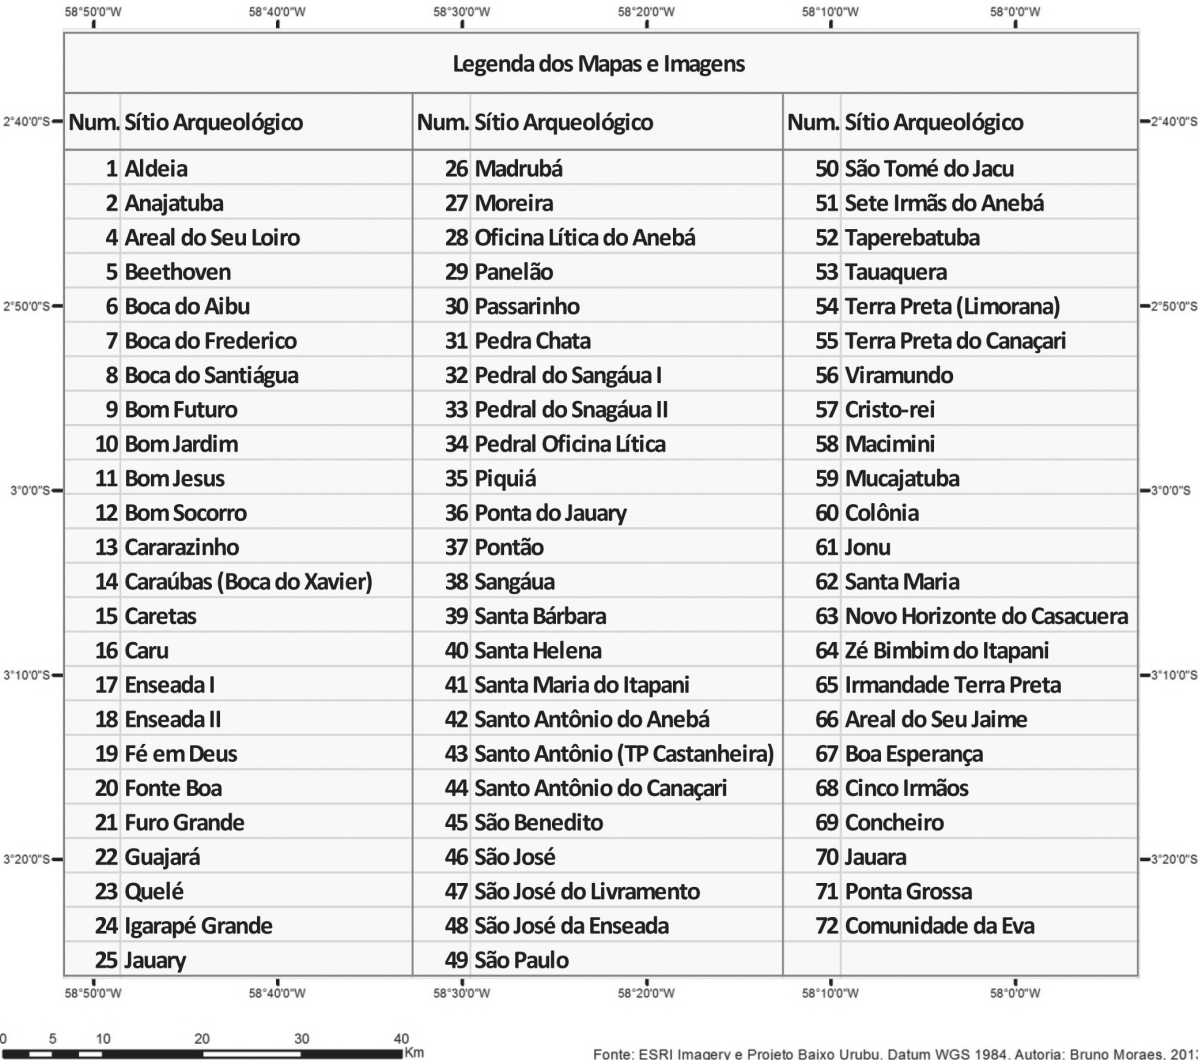 58°50'0"W 58°40'0"W 58°30'0"W 58°20'0"W 58°10'0"W 58°0'0"W
Legenda dos Mapas e Imagens
2°40'0"S Num. Sítio Arqueológico Num. Sítio Arqueológico Num. Sítio Arqueológico 2°40'0"S
1 Aldeia 26 Madrubá 50 São Tomé do Jacu
2 Anajatuba 27 Moreira 51 Sete Irmãs do Anebá
4 Areal do Seu Loiro 28 Oficina Lítica do Anebá 52 Taperebatuba
5 Beethoven 29 Panelão 53 Tauaquera
2°50'0"S 6 Boca do Aibu 30 Passarinho 54 Terra Preta (Limorana) 2°50'0"S
7 Boca do Frederico 31 Pedra Chata 55 Terra Preta do Canaçari
8 Boca do Santiágua 32 Pedral do Sangáua I 56 Viramundo
9 Bom Futuro 33 Pedral do Snagáua II 57 Cristo-rei
10 Bom Jardim 34 Pedral Oficina Lítica 58 Macimini
3°0'0"S 11 Bom Jesus 35 Piquiá 59 Mucajatuba 3°0'0"S
12 Bom Socorro 36 Ponta do Jauary 60 Colônia
13 Cararazinho 37 Pontão 61 Jonu
14 Caraúbas (Boca do Xavier) 38 Sangáua 62 Santa Maria
15 Caretas 39 Santa Bárbara 63 Novo Horizonte do Casacuera
16 Caru 40 Santa Helena 64 Zé Bimbim do Itapani
3°10'0"S 17 Enseada I 41 Santa Maria do Itapani 65 Irmandade Terra Preta 3°10'0"S
18 Enseada II 42 Santo Antônio do Anebá 66 Areal do Seu Jaime
19 Fé em Deus 43 Santo Antônio (TP Castanheira) 67 Boa Esperança
20 Fonte Boa 44 Santo Antônio do Canaçari 68 Cinco Irmãos
21 Furo Grande 45 São Benedito 69 Concheiro
3°20'0"S 22 Guajará 46 São José 70 Jauara 3°20'0"S
23 Quelé 47 São José do Livramento 71 Ponta Grossa
24 Igarapé Grande 48 São José da Enseada 72 Comunidade da Eva
25 Jauary 49 São Paulo
58°50'0"W 58°40'0"W 58°30'0"W 58°20'0"W 58°10'0"W 58°0'0"W
0 5 10 20 30 40
Km
Fonte: ESRI Imagery e Projeto Baixo Urubu. Datum WGS 1984. Autoria: Bruno Moraes, 2013